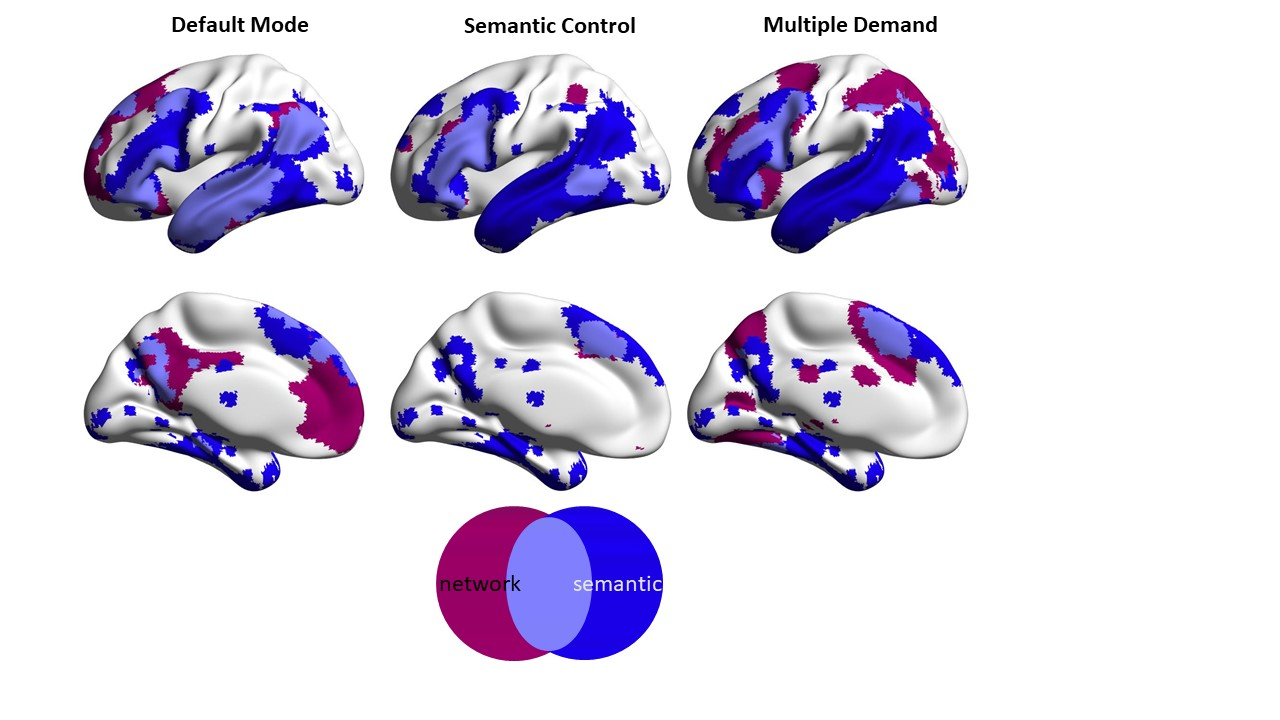 Default Mode
Semantic Control
Multiple Demand
network
semantic